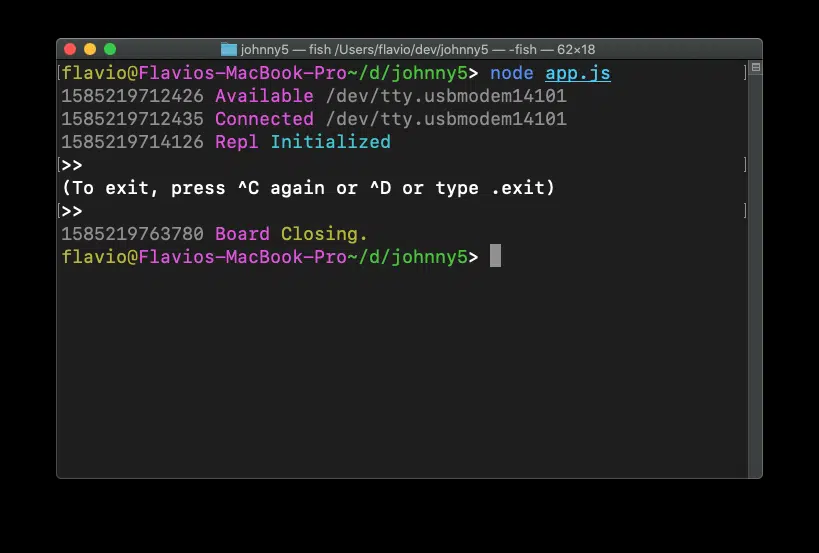 johnny5 — fish /Users/flavio/dev/johnny5 — -fish — 62×18
[flavio@Flavios-MacBook-Pro~/d/johnny5> node app.js ]
1585219712426 Available /dev/tty.usbmodem14101
1585219712435 Connected /dev/tty.usbmodem14101
1585219714126 Repl Initialized
[>> ]
(To exit, press ^C again or ^D or type .exit)
[>> ]
1585219763780 Board Closing.
flavio@Flavios-MacBook-Pro~/d/johnny5>